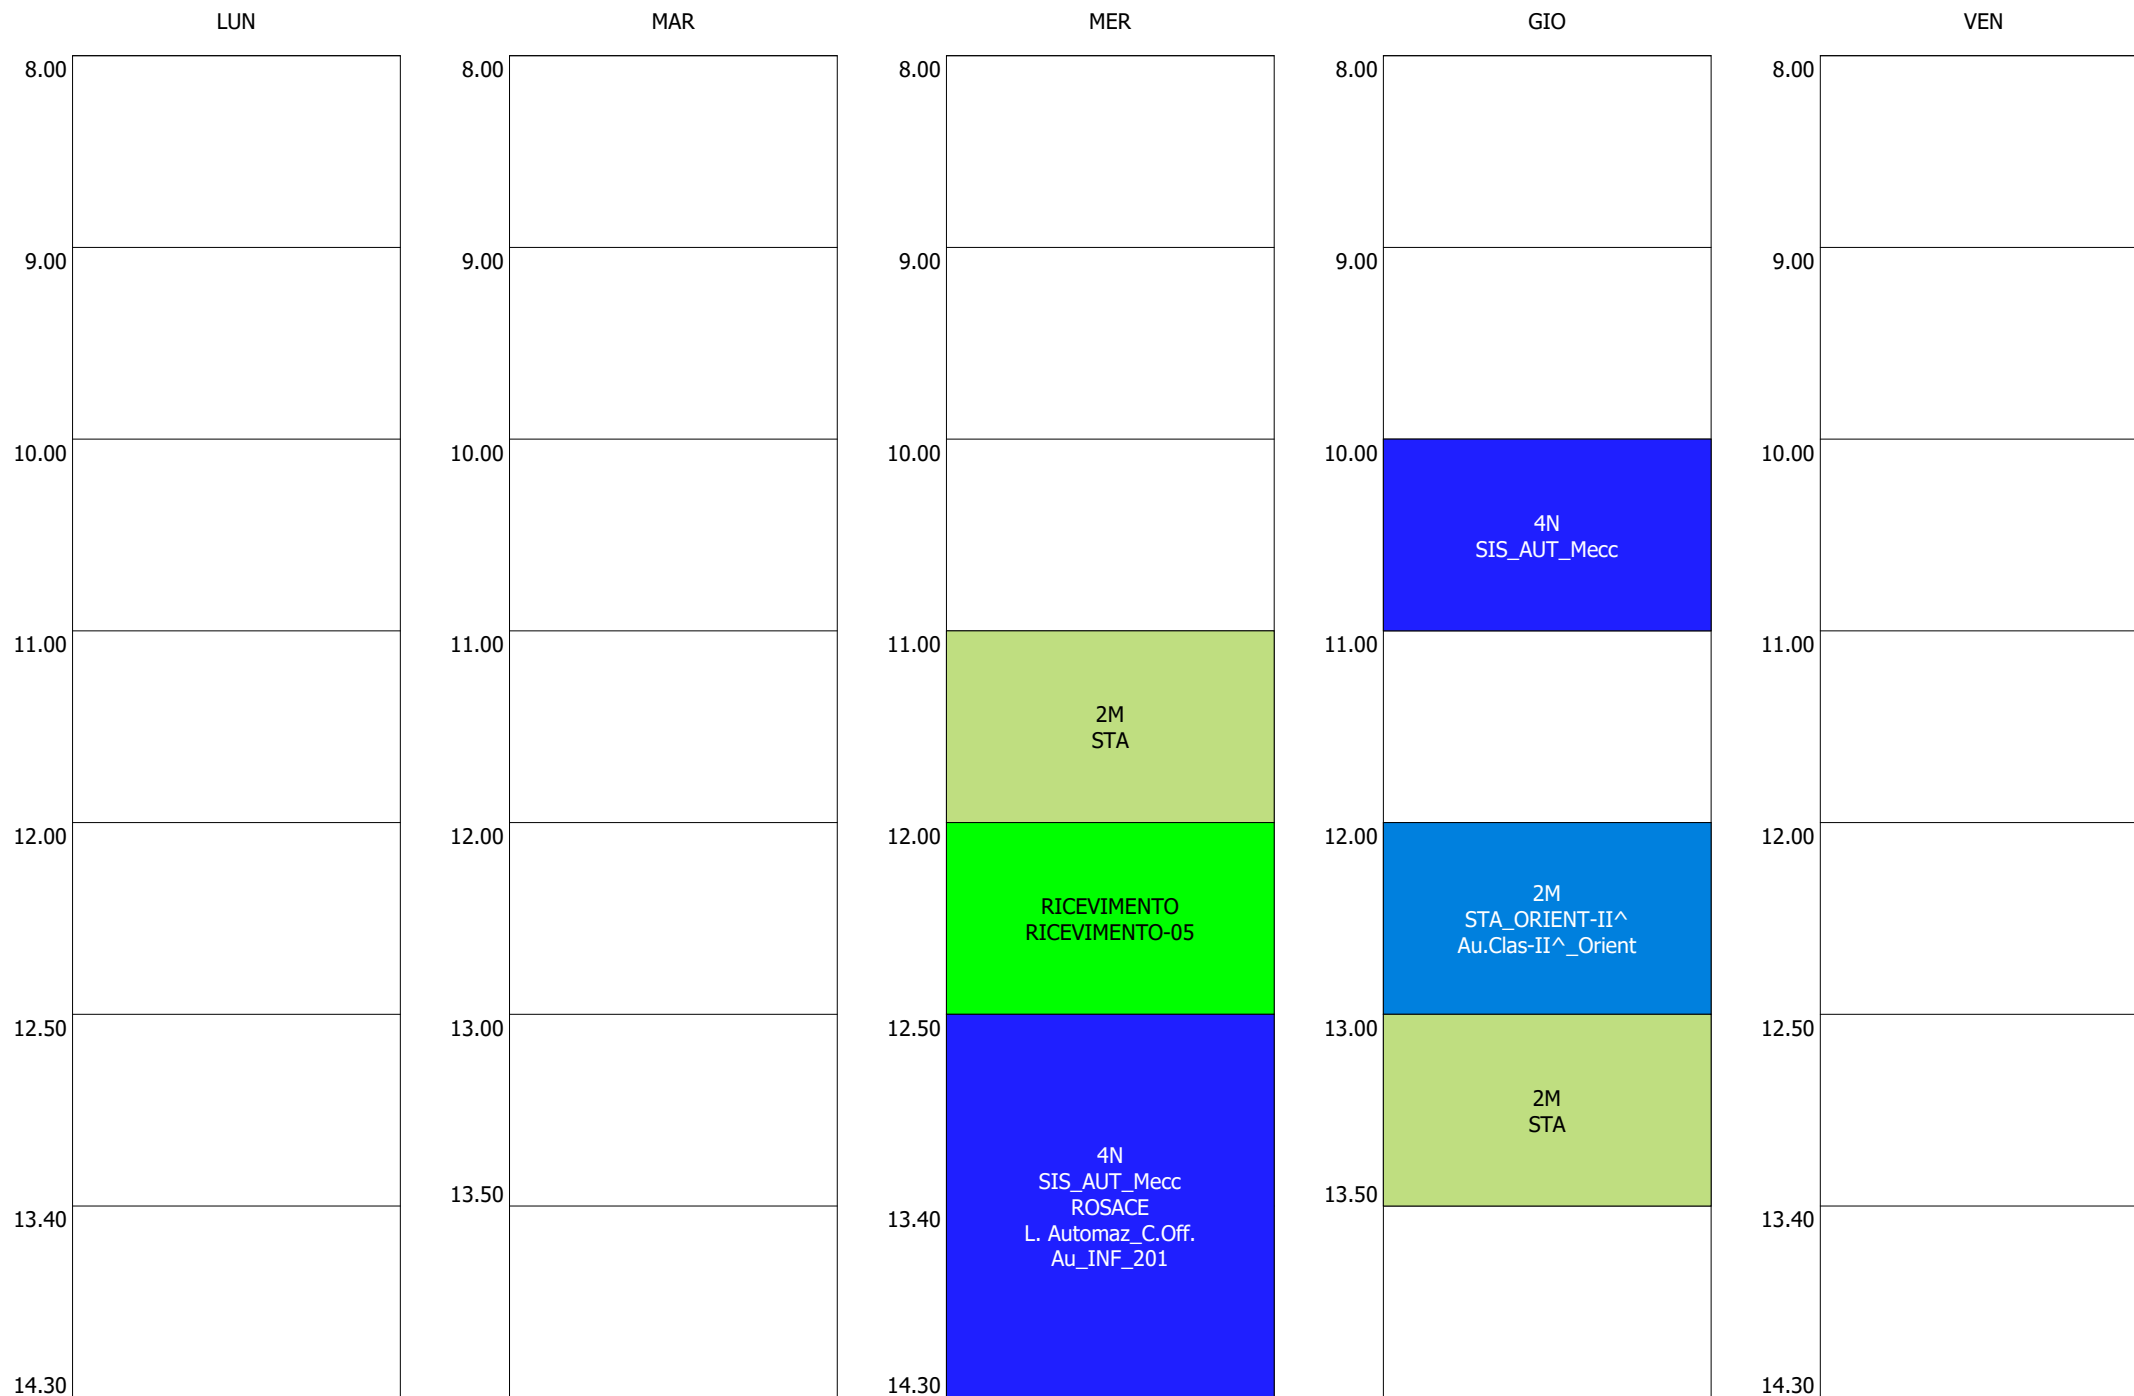 LUN MAR MER GIO VEN
8.00 8.00 8.00 8.00 8.00
9.00 9.00 9.00 9.00 9.00
10.00 10.00 10.00 10.00 10.00
4N
SIS_AUT_Mecc
11.00 11.00 11.00 11.00 11.00
2M
STA
12.00 12.00 12.00 12.00 12.00
RICEVIMENTO
RICEVIMENTO-05
2M
STA_ORIENT-II^
Au.Clas-II^_Orient
12.50 13.00 12.50 13.00 12.50
2M
STA
4N
SIS_AUT_Mecc
ROSACE
L. Automaz_C.Off.
Au_INF_201
13.40 13.50 13.40 13.50 13.40
14.30 14.30 14.30